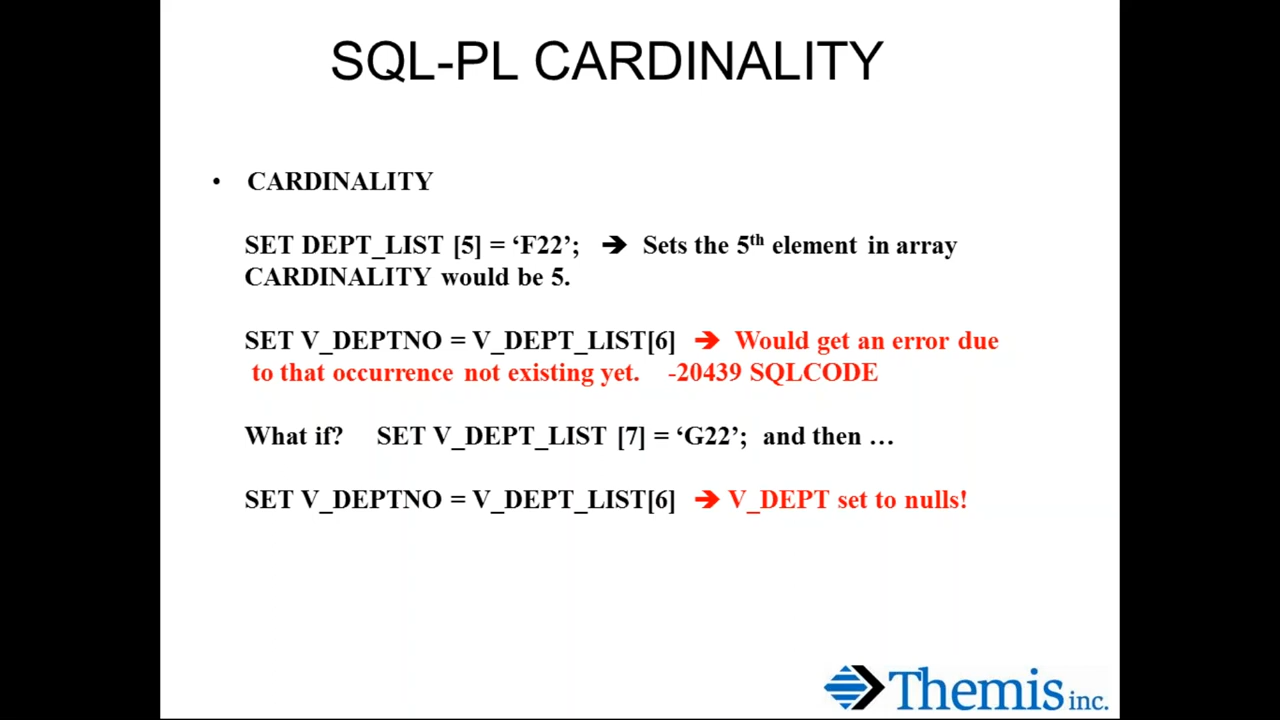 SQL-PL CARDINALITY
• CARDINALITY
SET DEPT_LIST [5] = ‘F22’; ➔ Sets the 5th element in array
CARDINALITY would be 5.
SET V_DEPTNO = V_DEPT_LIST[6] ➔ Would get an error due
to that occurrence not existing yet. -20439 SQLCODE
What if? SET V_DEPT_LIST [7] = ‘G22’; and then …
SET V_DEPTNO = V_DEPT_LIST[6] ➔ V_DEPT set to nulls!
Themis inc.